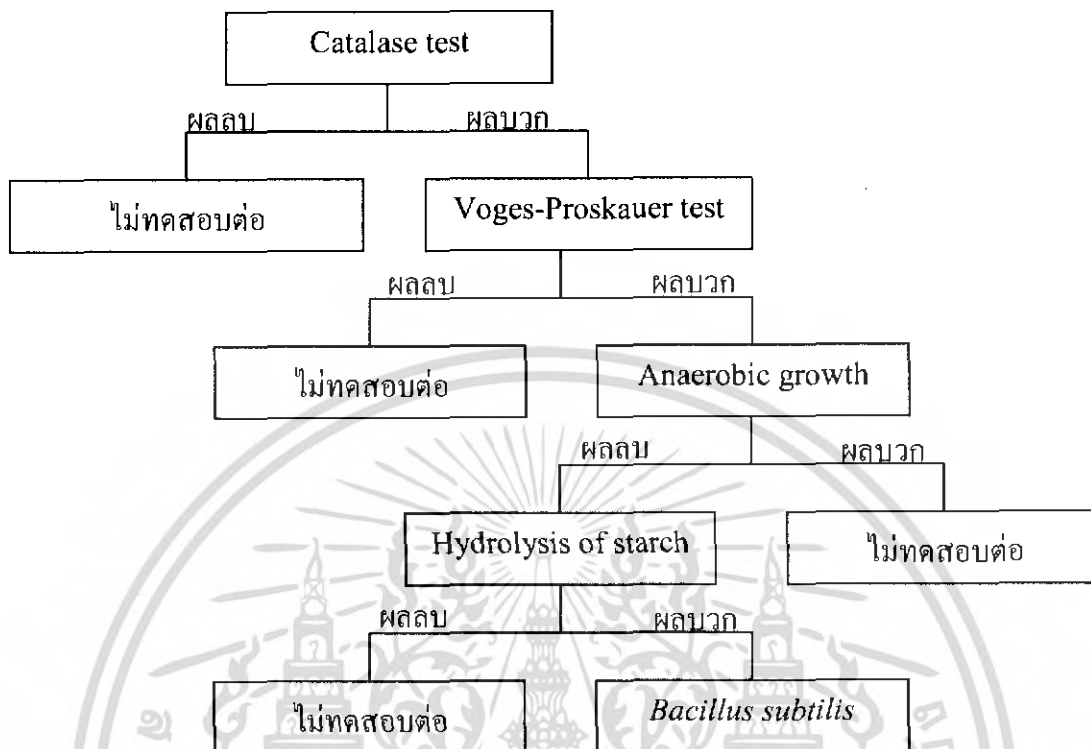 Catalase test
ผลลบ ผลบวก
ไม่ทดสอบต่อ Voges-Proskauer test
ผลลบ ผลบวก
ไม่ทดสอบต่อ Anaerobic growth
ผลลบ ผลบวก
Hydrolysis of starch ไม่ทดสอบต่อ
ผลลบ ผลบวก
ไม่ทดสอบต่อ Bacillus subtilis